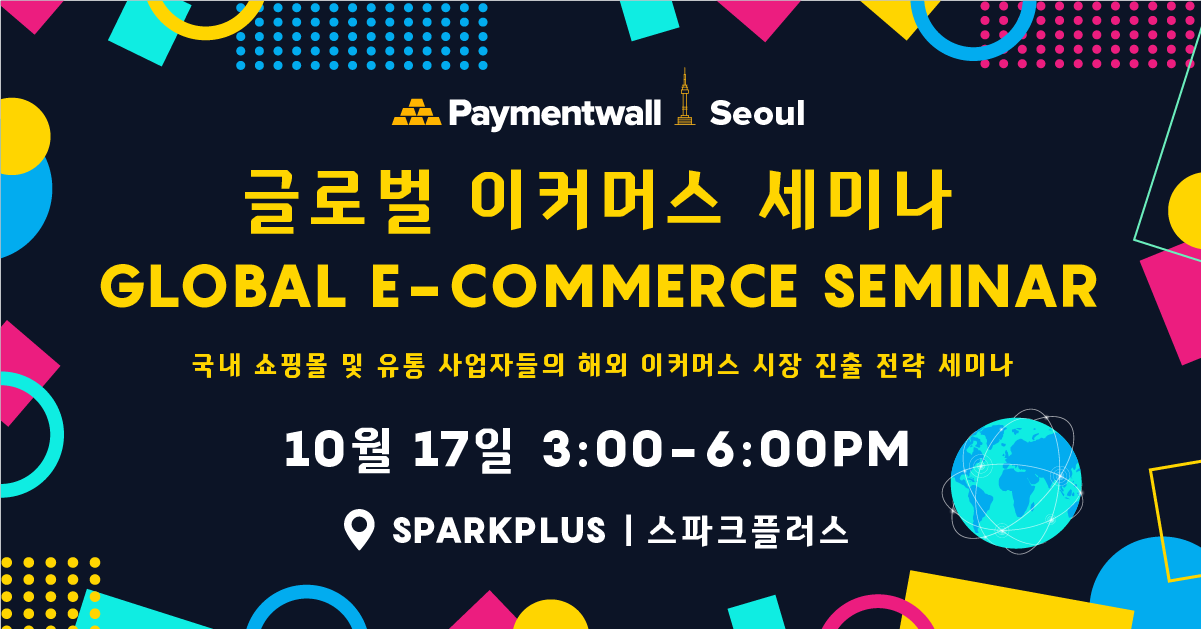 Paymentwall Seoul
글로벌 이커머스 세미나
GLOBAL E-COMMERCE SEMINAR
국내 쇼핑몰 및 유통 사업자들의 해외 이커머스 시장 진출 전략 세미나
10월 17일 3:00-6:00PM
SPARKPLUS | 스파크플러스